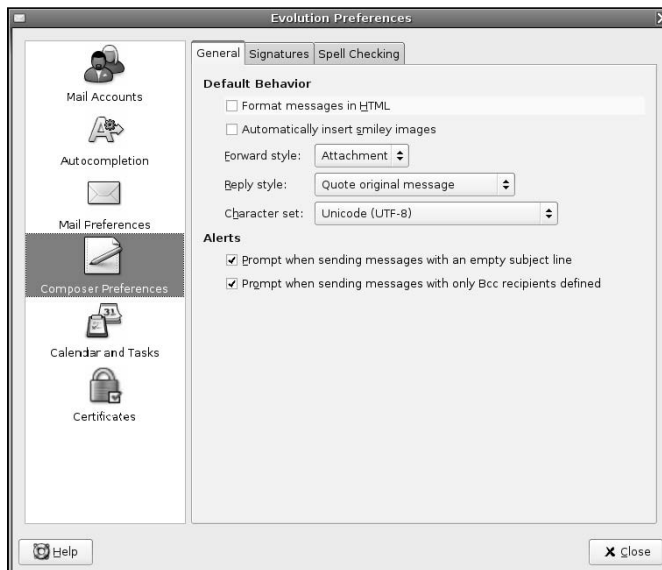 Evolution Preferences
Mail Accounts
Autocompletion
Mail Preferences
Composer Preferences
Calendar and Tasks
Certificates
General
Signatures
Spell Checking
Default Behavior
Format messages in HTML
Automatically insert smiley images
Forward style: Attachment
Reply style: Quote original message
Character set: Unicode (UTF-8)
Alerts
Prompt when sending messages with an empty subject line
Prompt when sending messages with only Bcc recipients defined
Help
Close